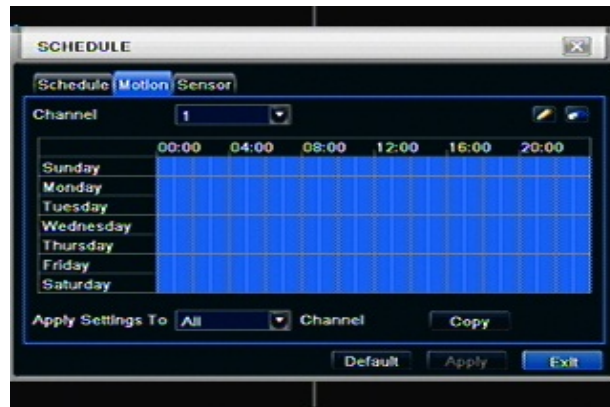 SCHEDULE
Schedule Motion Sensor
Channel 1
00:00 04:00 08:00 12:00 16:00 20:00
Sunday
Monday
Tuesday
Wednesday
Thursday
Friday
Saturday
Apply Settings To All Channel Copy
Default Apply Exit